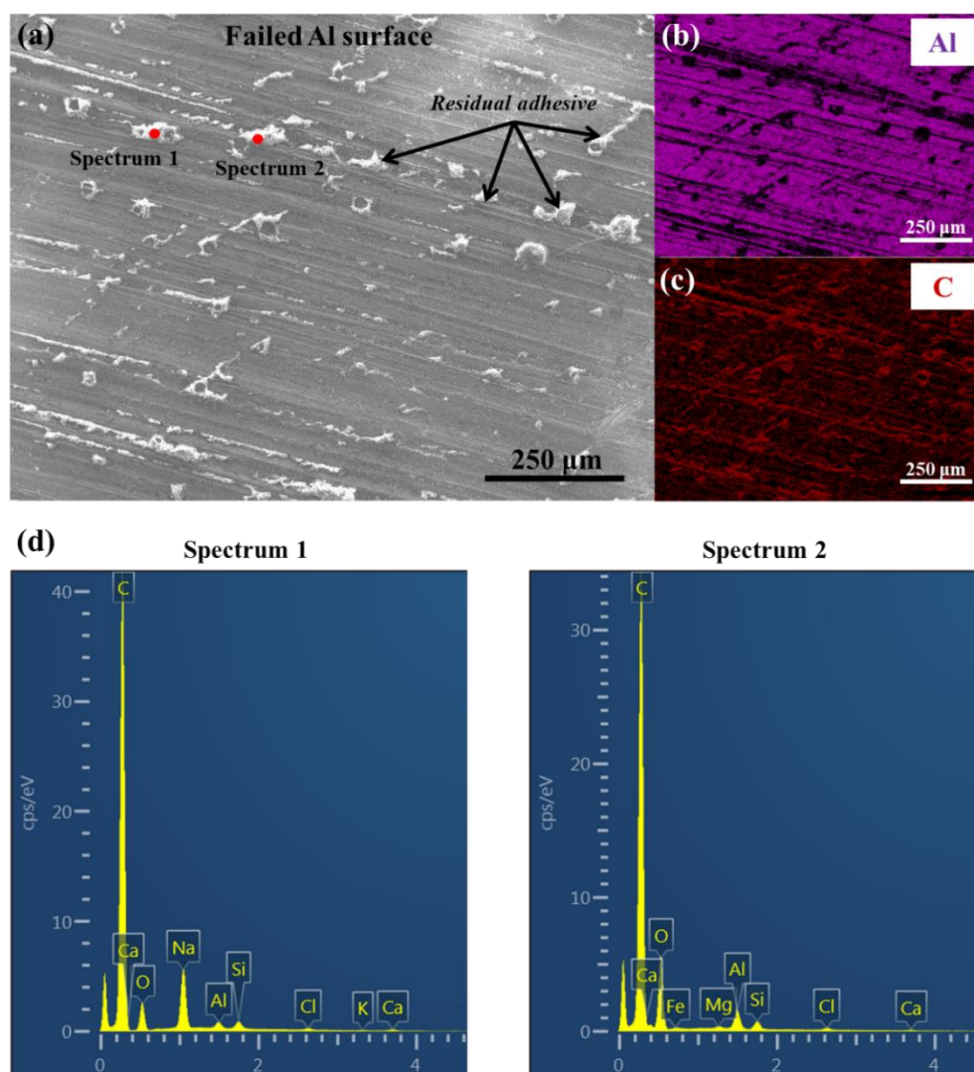 (a)
Failed Al surface
Residual adhesive
Spectrum 1
Spectrum 2
250 μm
(b)
Al
250 μm
(c)
C
250 μm
(d)
Spectrum 1
Spectrum 2
40
30
20
10
0
cps/eV
C
Ca
O
Na
Al
Si
Cl
K
Ca
0
2
4
30
20
10
0
cps/eV
C
Ca
O
Fe
Mg
Al
Si
Cl
Ca
0
2
4